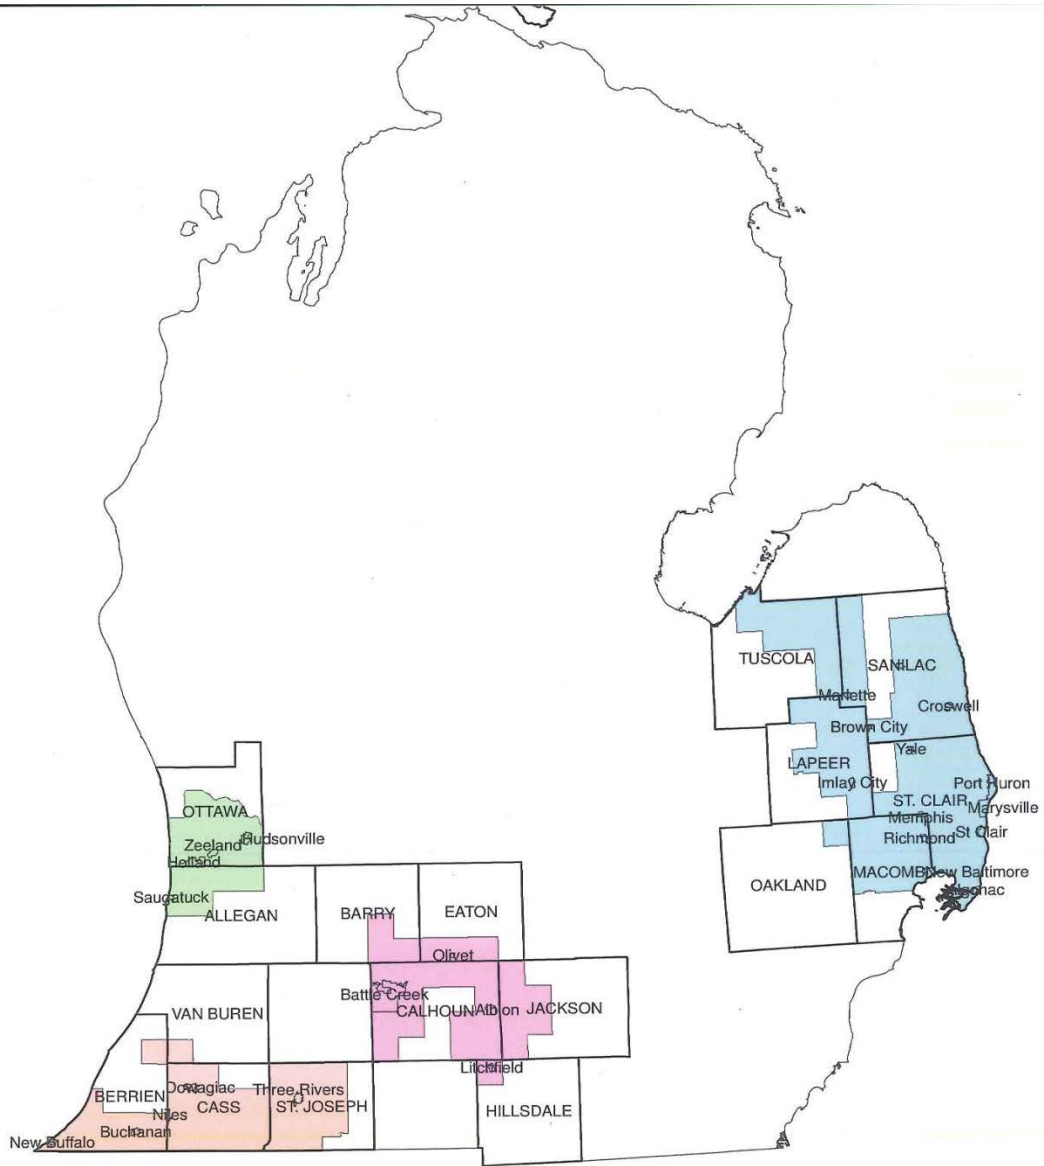 TUSCOLA
SANILAC
Marlette
Croswell
Brown City
Yale
LAPEER
Imlay City
Port Huron
ST. CLAIR
Marysville
Memphis
Richmond
St Clair
MACOMB
New Baltimore
OAKLAND
Algonac
OTTAWA
Hudsonville
Zeeland
Holland
Saugatuck
ALLEGAN
BARRY
EATON
Olivet
Battle Creek
CALHOUN
Albion
JACKSON
VAN BUREN
Litchfield
Dowagiac
Three Rivers
BERRIEN
CASS
ST. JOSEPH
HILLSDALE
Niles
Buchanan
New Buffalo